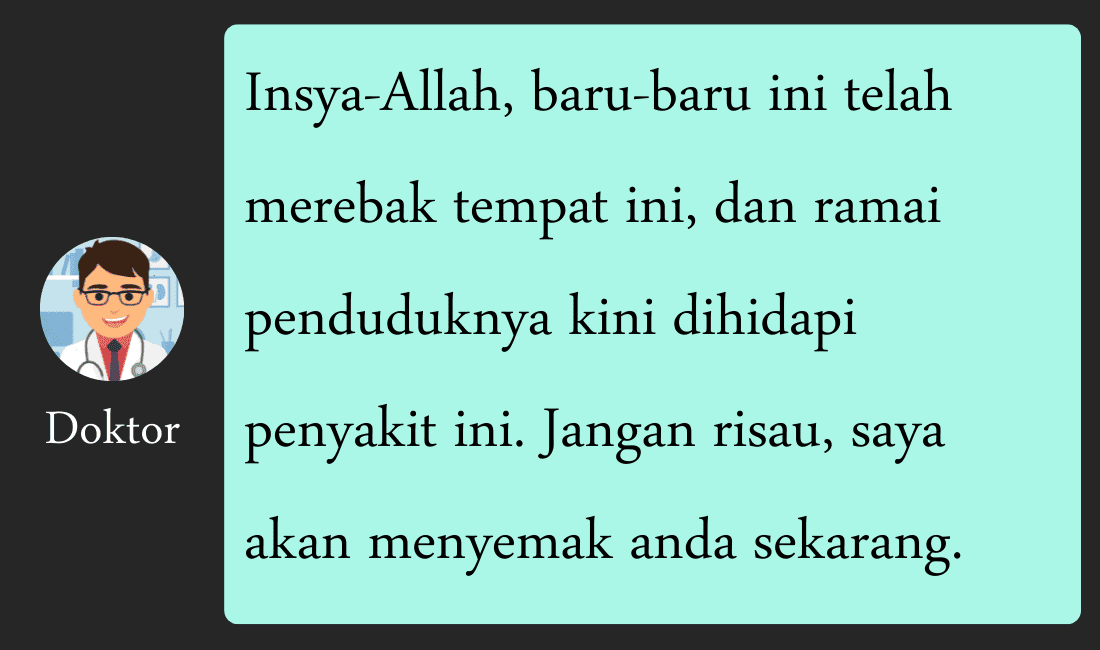 Insya-Allah, baru-baru ini telah
merebak tempat ini, dan ramai
penduduknya kini dihidapi
penyakit ini. Jangan risau, saya
akan menyemak anda sekarang.
Doktor